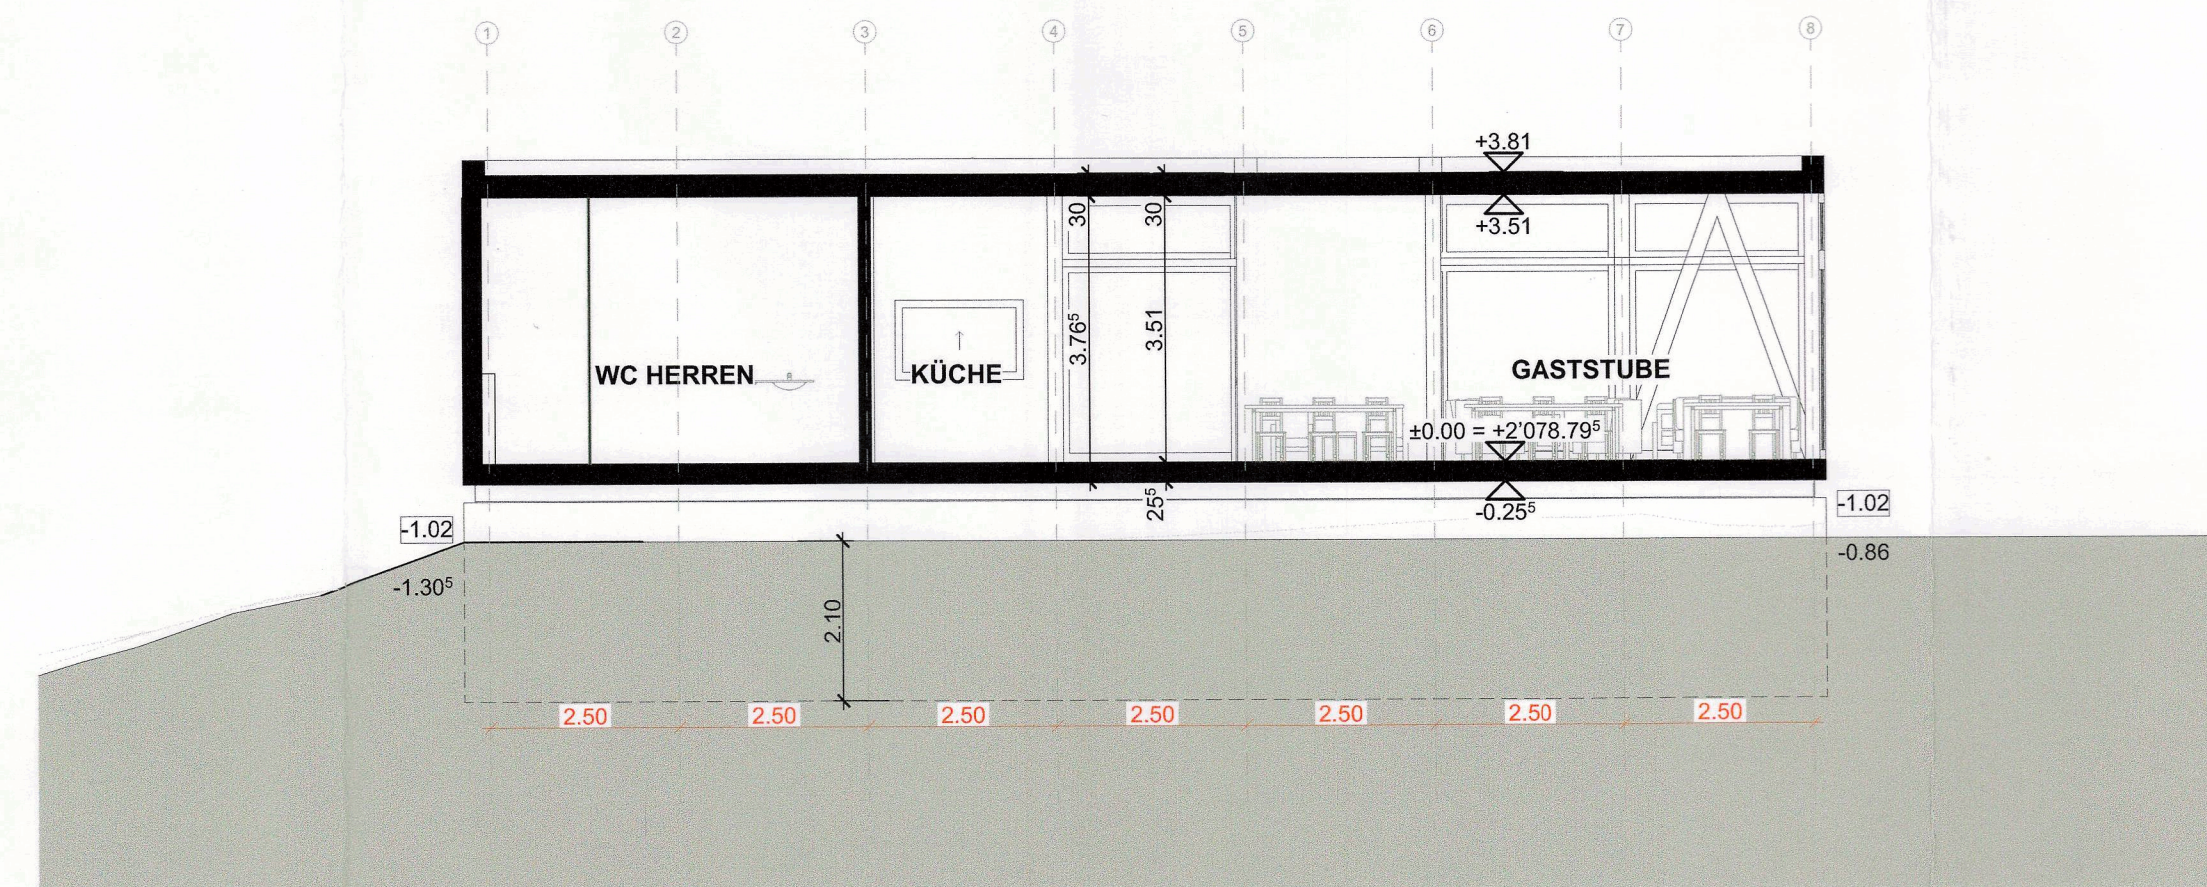 1 2 3 4 5 6 7 8
+3.81
30 30
+3.51
3.76⁵ 3.51
WC HERREN KÜCHE GASTSTUBE
±0.00 = +2'078.79⁵
25⁵ -0.25⁵
-1.02 -1.02
-0.86
-1.30⁵
2.10
2.50 2.50 2.50 2.50 2.50 2.50 2.50